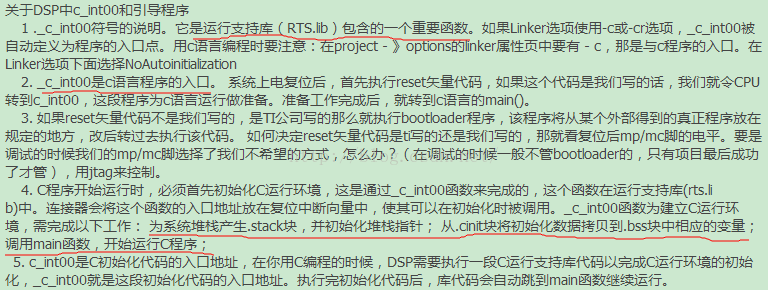 关于DSP中c_int00和引导程序
1 ._c_int00符号的说明。它是运行支持库（RTS.lib）包含的一个重要函数。如果Linker选项使用-c或-cr选项，_c_int00被
自动定义为程序的入口点。用c语言编程时要注意：在project－》options的linker属性页中要有－c，那是与c程序的入口。在
Linker选项下面选择NoAutoinitialization
2. _c_int00是c语言程序的入口。 系统上电复位后，首先执行reset矢量代码，如果这个代码是我们写的话，我们就令CPU
转到c_int00，这段程序为c语言运行做准备。准备工作完成后，就转到c语言的main()。
3. 如果reset矢量代码不是我们写的，是TI公司写的那么就执行bootloader程序，该程序将从某个外部得到的真正程序放在
规定的地方，改后转过去执行该代码。 如何决定reset矢量代码是ti写的还是我们写的，那就看复位后mp/mc脚的电平。要是
调试的时候我们的mp/mc脚选择了我们不希望的方式，怎么办？（在调试的时候一般不管bootloader的，只有项目最后成功
了才管），用jtag来控制。
4. C程序开始运行时，必须首先初始化C运行环境，这是通过_c_int00函数来完成的，这个函数在运行支持库(rts.li
b)中。连接器会将这个函数的入口地址放在复位中断向量中，使其可以在初始化时被调用。_c_int00函数为建立C运行环
境，需完成以下工作： 为系统堆栈产生.stack块，并初始化堆栈指针； 从.cinit块将初始化数据拷贝到.bss块中相应的变量；
调用main函数，开始运行C程序；
5. c_int00是C初始化代码的入口地址，在你用C编程的时候，DSP需要执行一段C运行支持库代码以完成C运行环境的初始
化，_c_int00就是这段初始化代码的入口地址。执行完初始化代码后，库代码会自动跳到main函数继续运行。